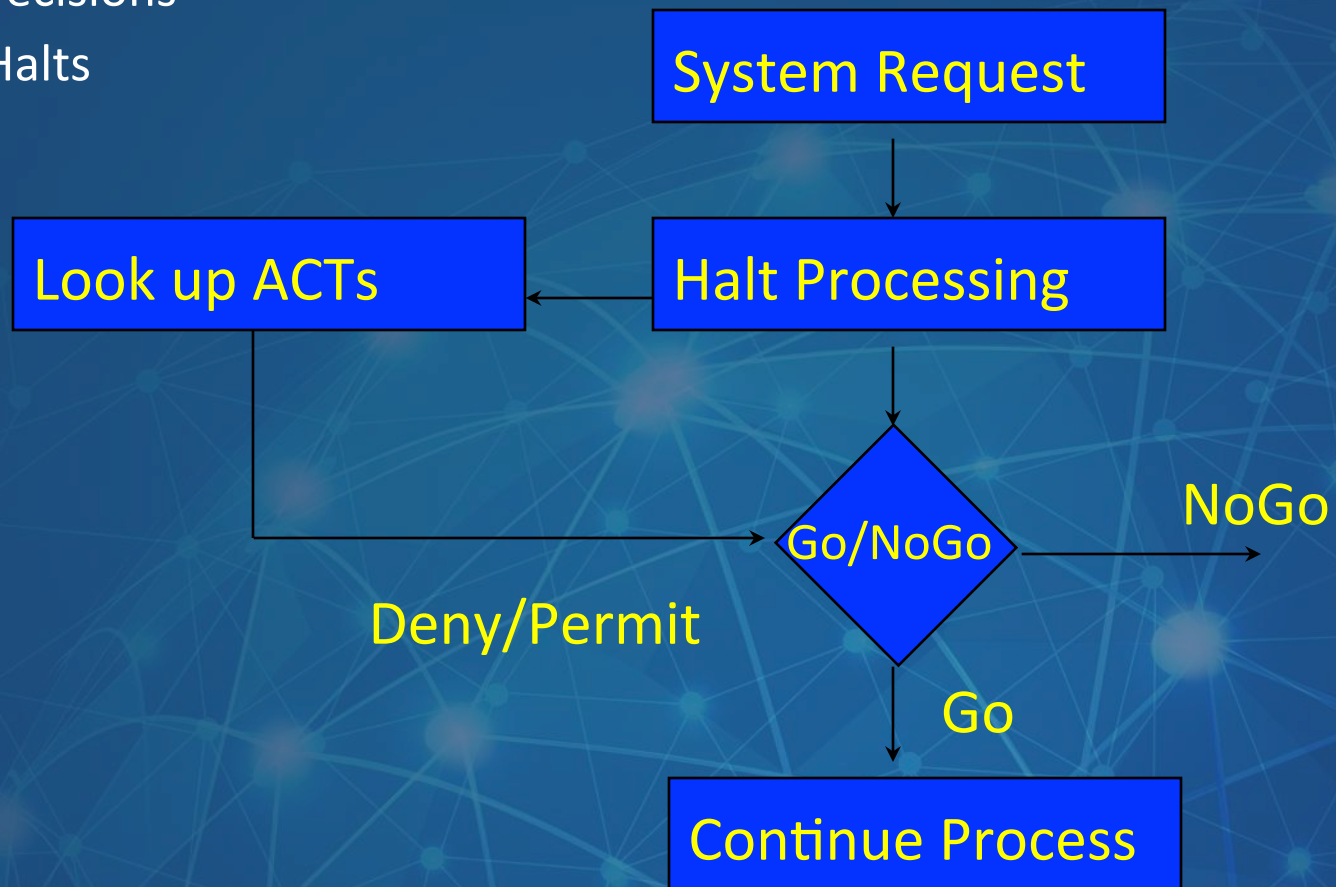 Halts
System Request
Look up ACTs
Halt Processing
Go/NoGo
NoGo
Deny/Permit
Go
Continue Process